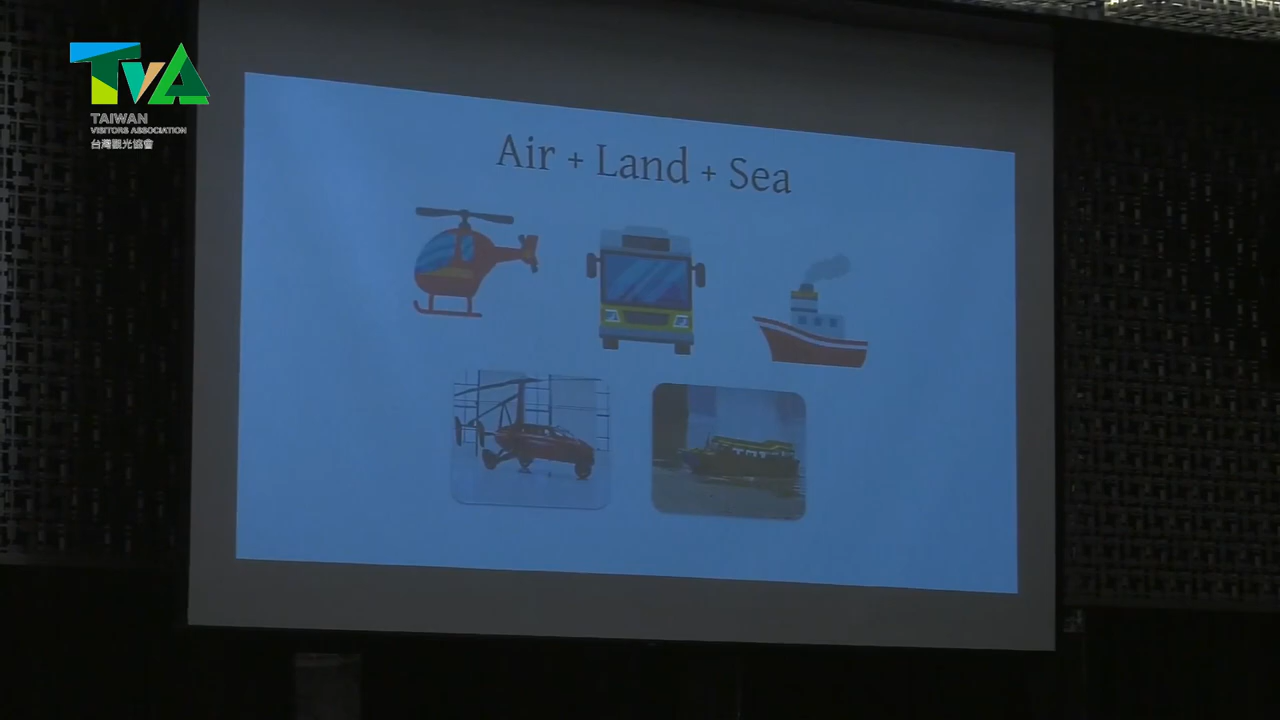 TVA
TAIWAN
VISITORS ASSOCIATION
台灣觀光協會
Air + Land + Sea